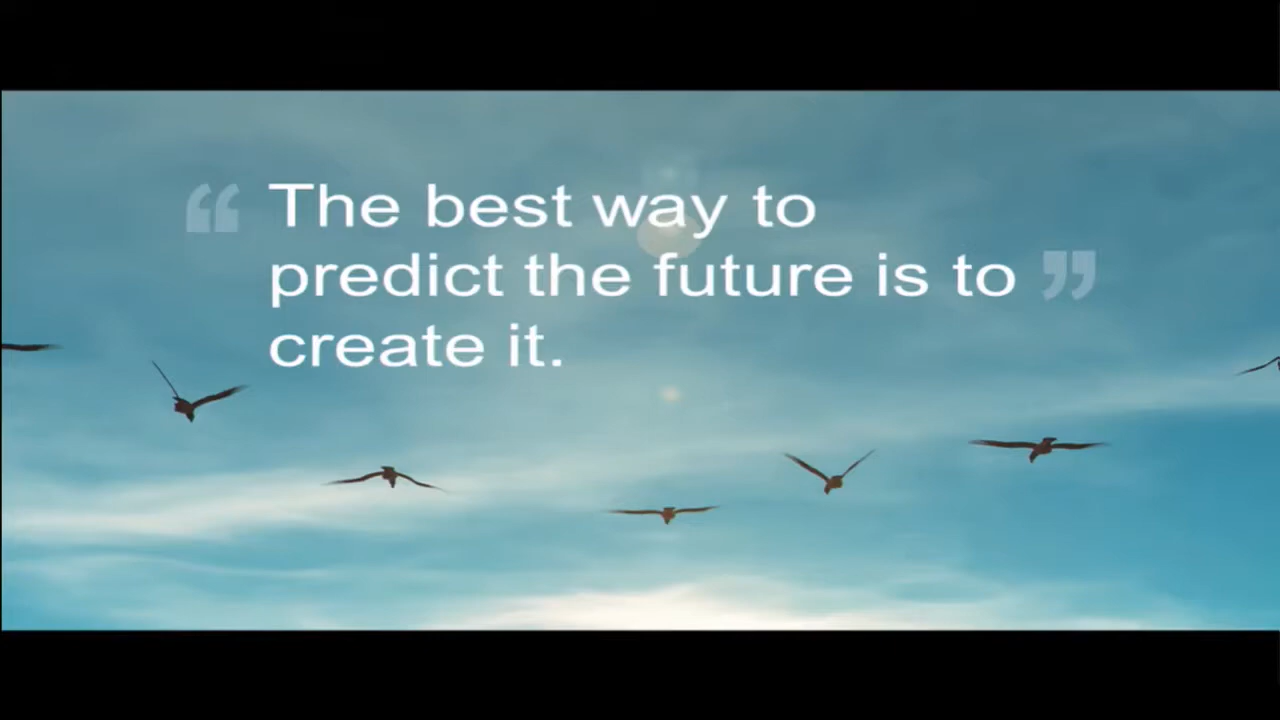 “ The best way to
predict the future is to ”
create it.